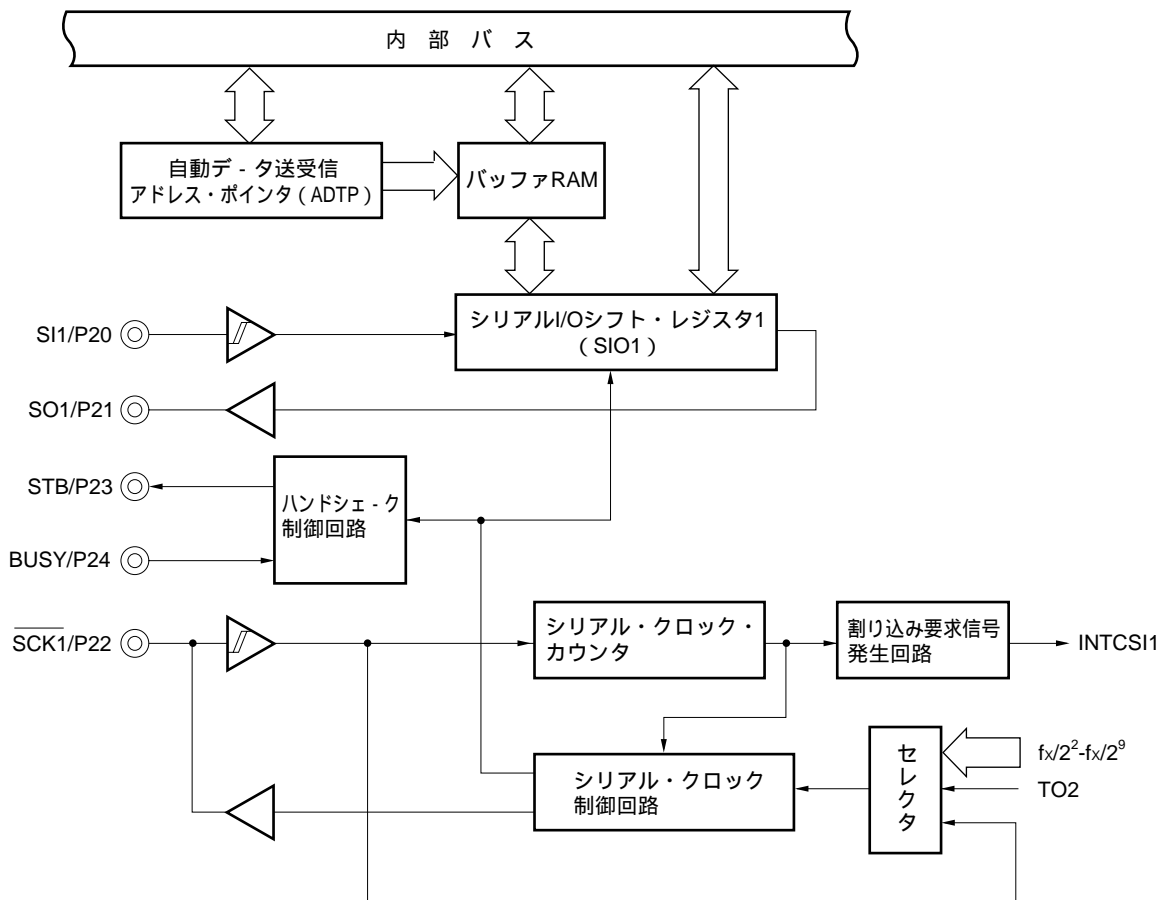 内部バス
自動デ-タ送受信
アドレス・ポインタ(ADTP)
バッファRAM
シリアルI/Oシフト・レジスタ1
(SIO1)
SI1/P20
SO1/P21
STB/P23
ハンドシェ-ク
制御回路
BUSY/P24
SCK1/P22
シリアル・クロック・
カウンタ
割り込み要求信号
発生回路
INTCSI1
シリアル・クロック
制御回路
セレクタ
fx/2²-fx/2⁹
TO2